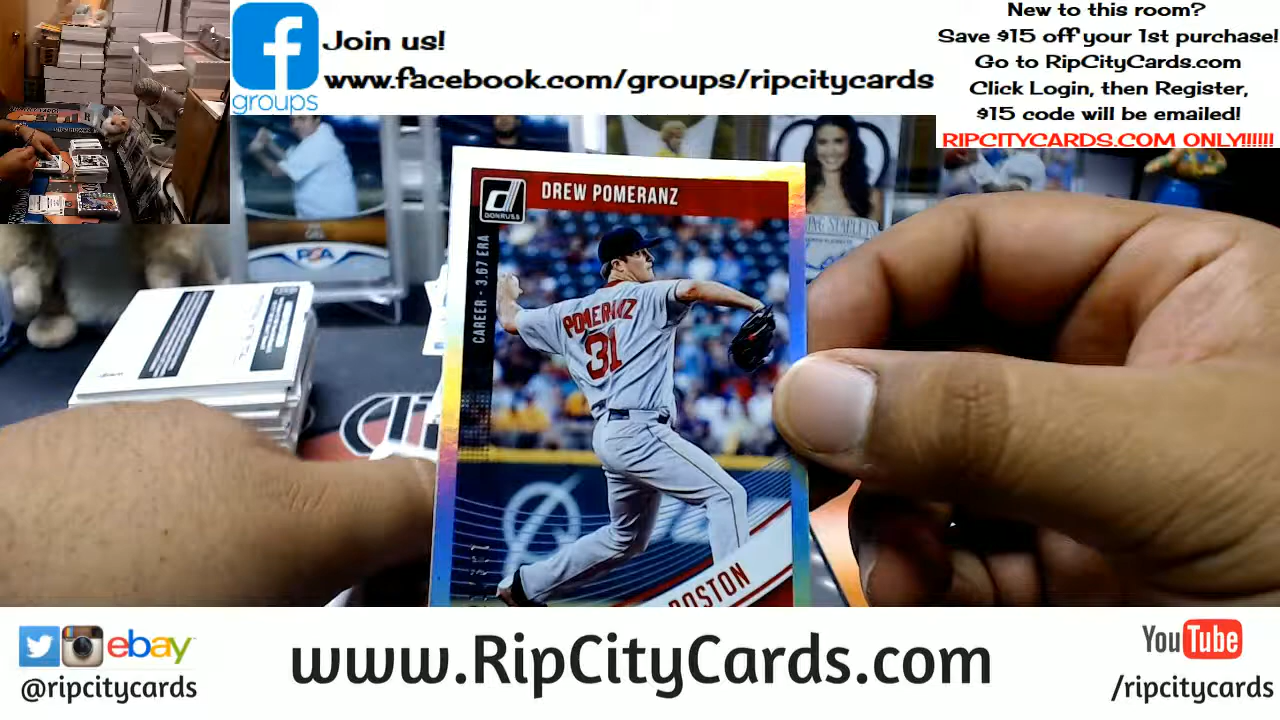 Join us!
www.facebook.com/groups/ripcitycards
groups
New to this room?
Save $15 off your 1st purchase!
Go to RipCityCards.com
Click Login, then Register,
$15 code will be emailed!
RIPCITYCARDS.COM ONLY!!!!!!
DONRUSS
DREW POMERANZ
CAREER - 3.67 ERA
POMERANZ
31
BOSTON
PSA
ebay
@ripcitycards
www.RipCityCards.com
YouTube
/ripcitycards